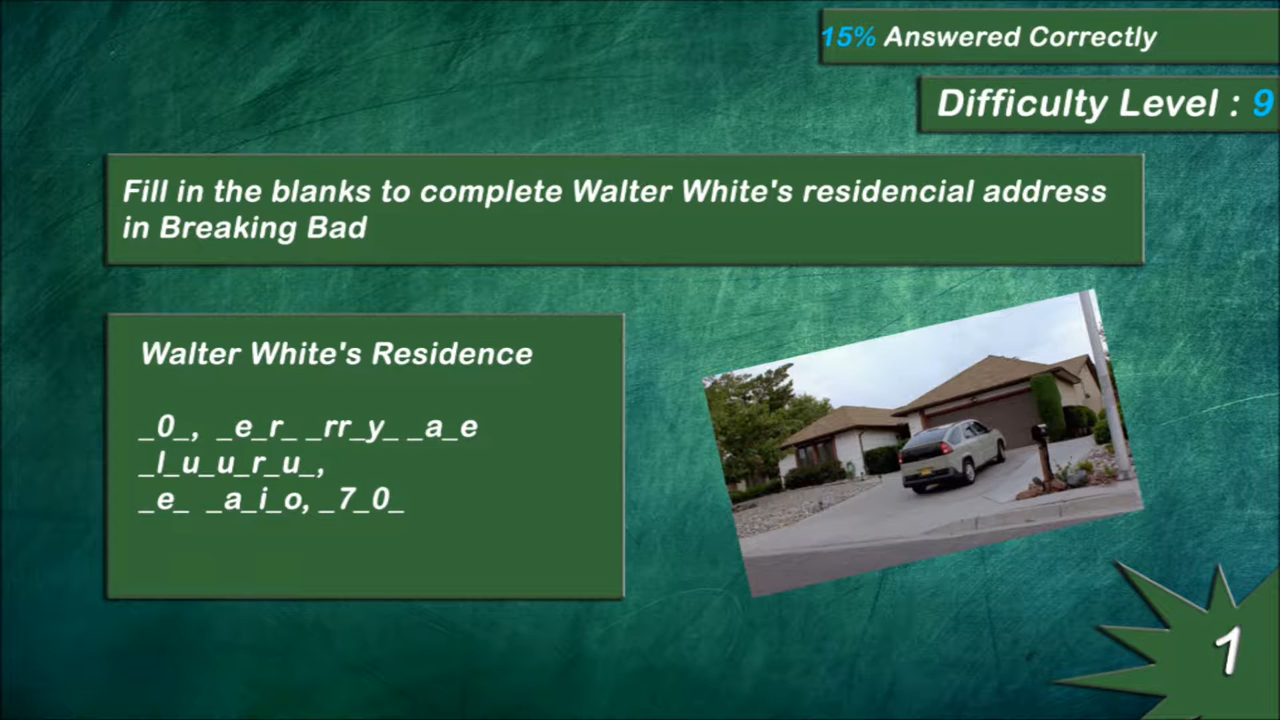 15% Answered Correctly
Difficulty Level : 9
Fill in the blanks to complete Walter White's residencial address
in Breaking Bad
Walter White's Residence
_0_, _e_r_ _rr_y_ _a_e
_l_u_u_r_u_,
_e_ _a_i_o, _7_0_
1